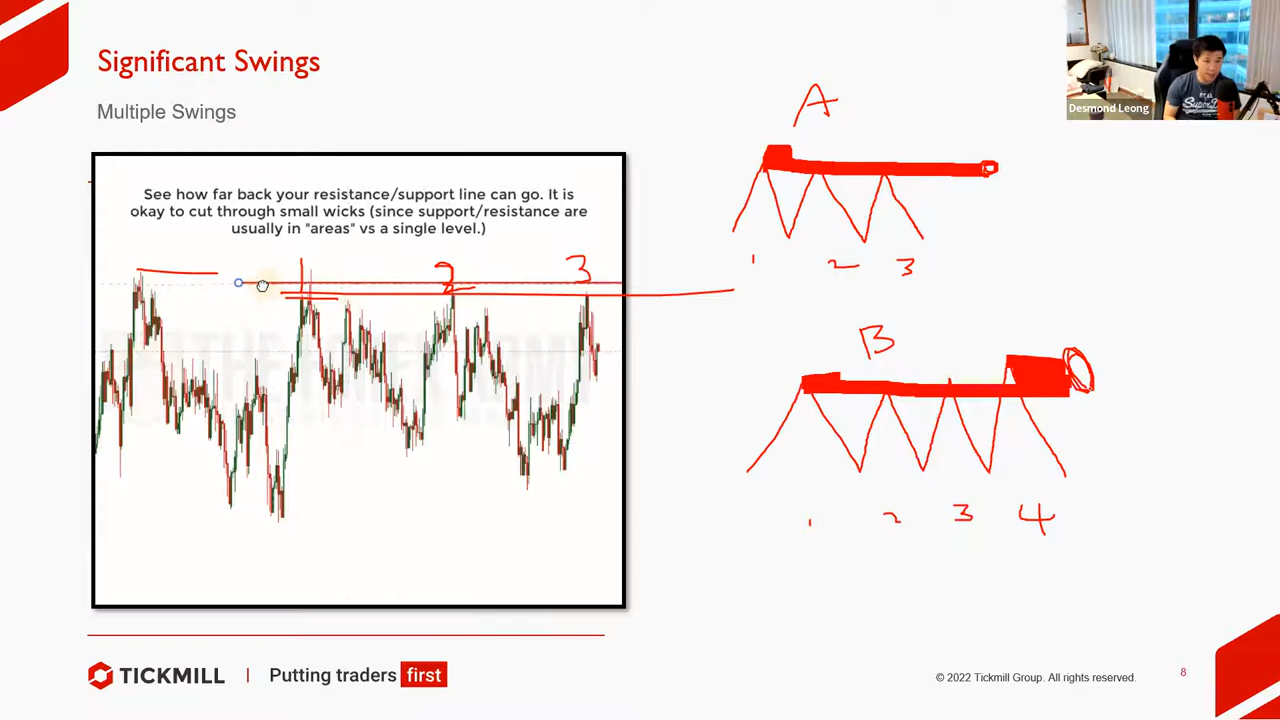 Significant Swings
Multiple Swings
Desmond Leong
A
See how far back your resistance/support line can go. It is
okay to cut through small wicks (since support/resistance are
usually in "areas" vs a single level.)
1 2 3
1 2 3
B
1 2 3 4
TICKMILL | Putting traders first
© 2022 Tickmill Group. All rights reserved.
8